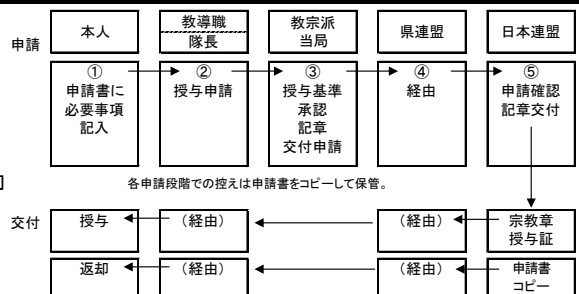 申請 本人 教導職 教宗派 県連盟 日本連盟
隊長 当局
① ② ③ ④ ⑤
申請書に 授与申請 授与基準 経由 申請確認
必要事項 承認 記章交付
記入 記章
交付申請
各申請段階での控えは申請書をコピーして保管。
交付 授与 （経由） （経由） 宗教章
授与証
返却 （経由） （経由） 申請書
コピー